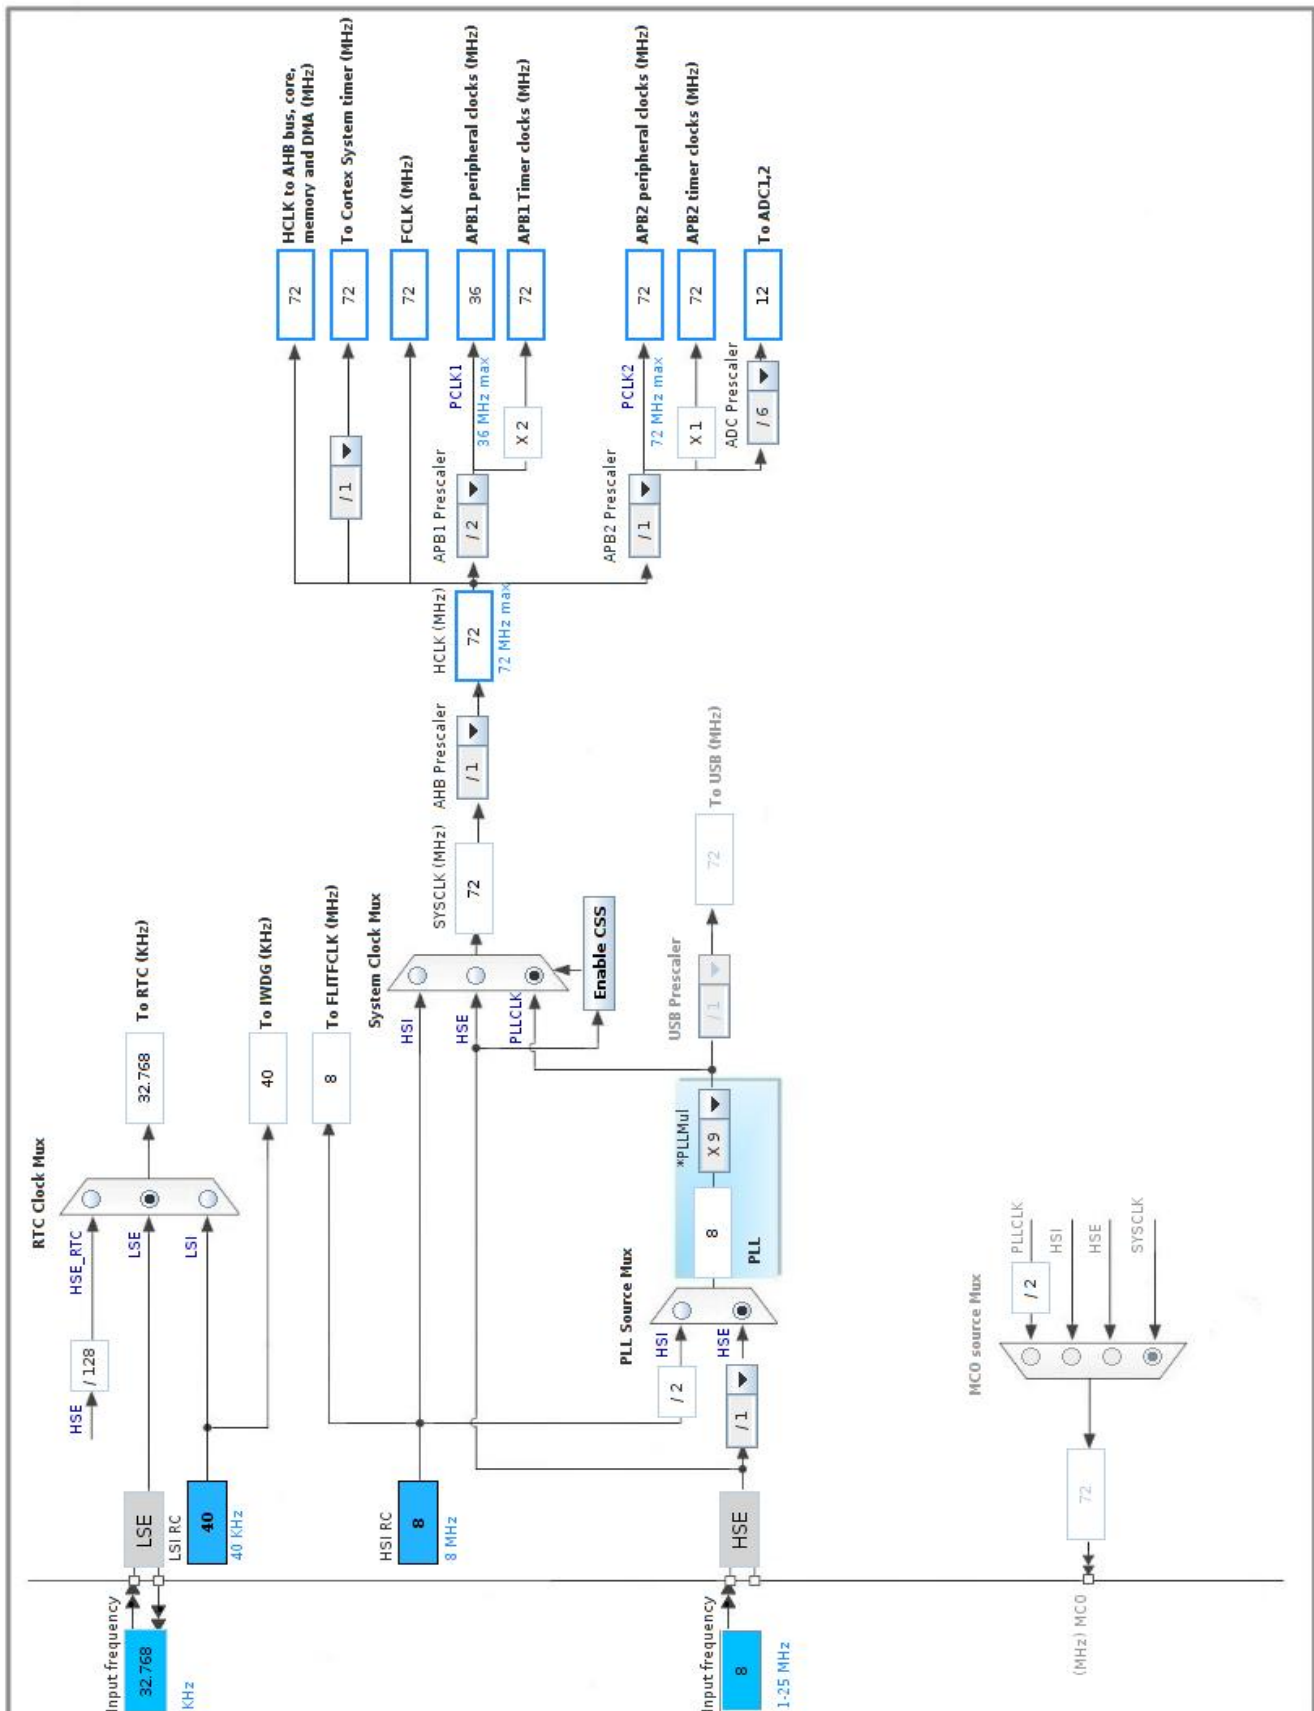 RTC Clock Mux
HSE
/ 128
HSE_RTC
LSE
LSI
32.768
To RTC (KHz)
Input frequency
32.768
KHz
LSE
LSI RC
40
40 KHz
40
To IWDG (KHz)
8
To FLITFCLK (MHz)
HSI RC
8
8 MHz
System Clock Mux
HSI
HSE
PLLCLK
Enable CSS
SYSCLK (MHz)
72
AHB Prescaler
/ 1
HCLK (MHz)
72
72 MHz max
72
HCLK to AHB bus, core,
memory and DMA (MHz)
/ 1
72
To Cortex System timer (MHz)
72
FCLK (MHz)
APB1 Prescaler
/ 2
PCLK1
36 MHz max
36
APB1 peripheral clocks (MHz)
X 2
72
APB1 Timer clocks (MHz)
APB2 Prescaler
/ 1
PCLK2
72 MHz max
72
APB2 peripheral clocks (MHz)
X 1
72
APB2 timer clocks (MHz)
ADC Prescaler
/ 6
12
To ADC1,2
PLL Source Mux
/ 2
HSI
HSE
/ 1
Input frequency
8
1-25 MHz
HSE
8
PLL
*PLLMul
X 9
USB Prescaler
/ 1
72
To USB (MHz)
MCO source Mux
/ 2
PLLCLK
HSI
HSE
SYSCLK
72
(MHz) MCO